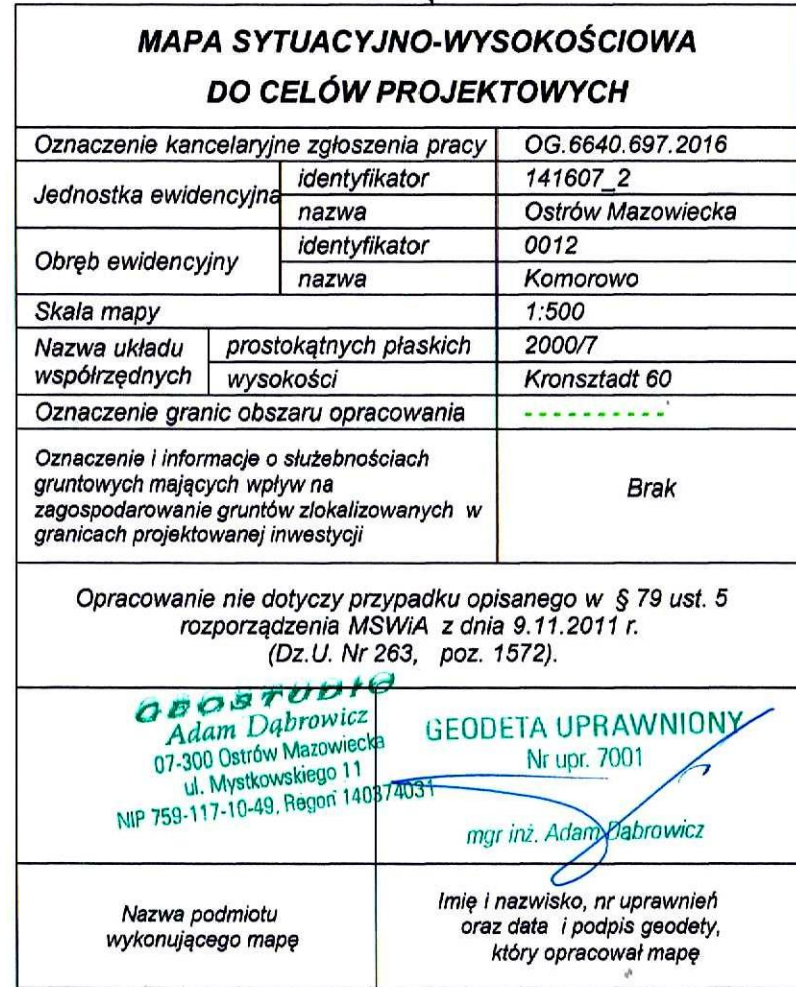 MAPA SYTUACYJNO-WYSOKOŚCIOWA
DO CELÓW PROJEKTOWYCH
Oznaczenie kancelaryjne zgłoszenia pracy OG.6640.697.2016
Jednostka ewidencyjna identyfikator 141607_2
nazwa Ostrów Mazowiecka
Obręb ewidencyjny identyfikator 0012
nazwa Komorowo
Skala mapy 1:500
Nazwa układu współrzędnych prostokątnych płaskich 2000/7
wysokości Kronsztadt 60
Oznaczenie granic obszaru opracowania
Oznaczenie i informacje o służebnościach
gruntowych mających wpływ na
zagospodarowanie gruntów zlokalizowanych w
granicach projektowanej inwestycji
Brak
Opracowanie nie dotyczy przypadku opisanego w § 79 ust. 5
rozporządzenia MSWiA z dnia 9.11.2011 r.
(Dz.U. Nr 263, poz. 1572).
GEOSTUDIO
Adam Dąbrowicz
07-300 Ostrów Mazowiecka
ul. Mystkowskiego 11
NIP 759-117-10-49, Regon 140874031
GEODETA UPRAWNIONY
Nr upr. 7001
mgr inż. Adam Dąbrowicz
Nazwa podmiotu
wykonującego mapę
Imię i nazwisko, nr uprawnień
oraz data i podpis geodety,
który opracował mapę